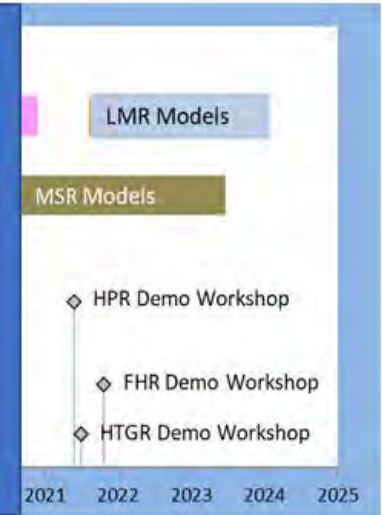 LMR Models
MSR Models
HPR Demo Workshop
FHR Demo Workshop
HTGR Demo Workshop
2021 2022 2023 2024 2025